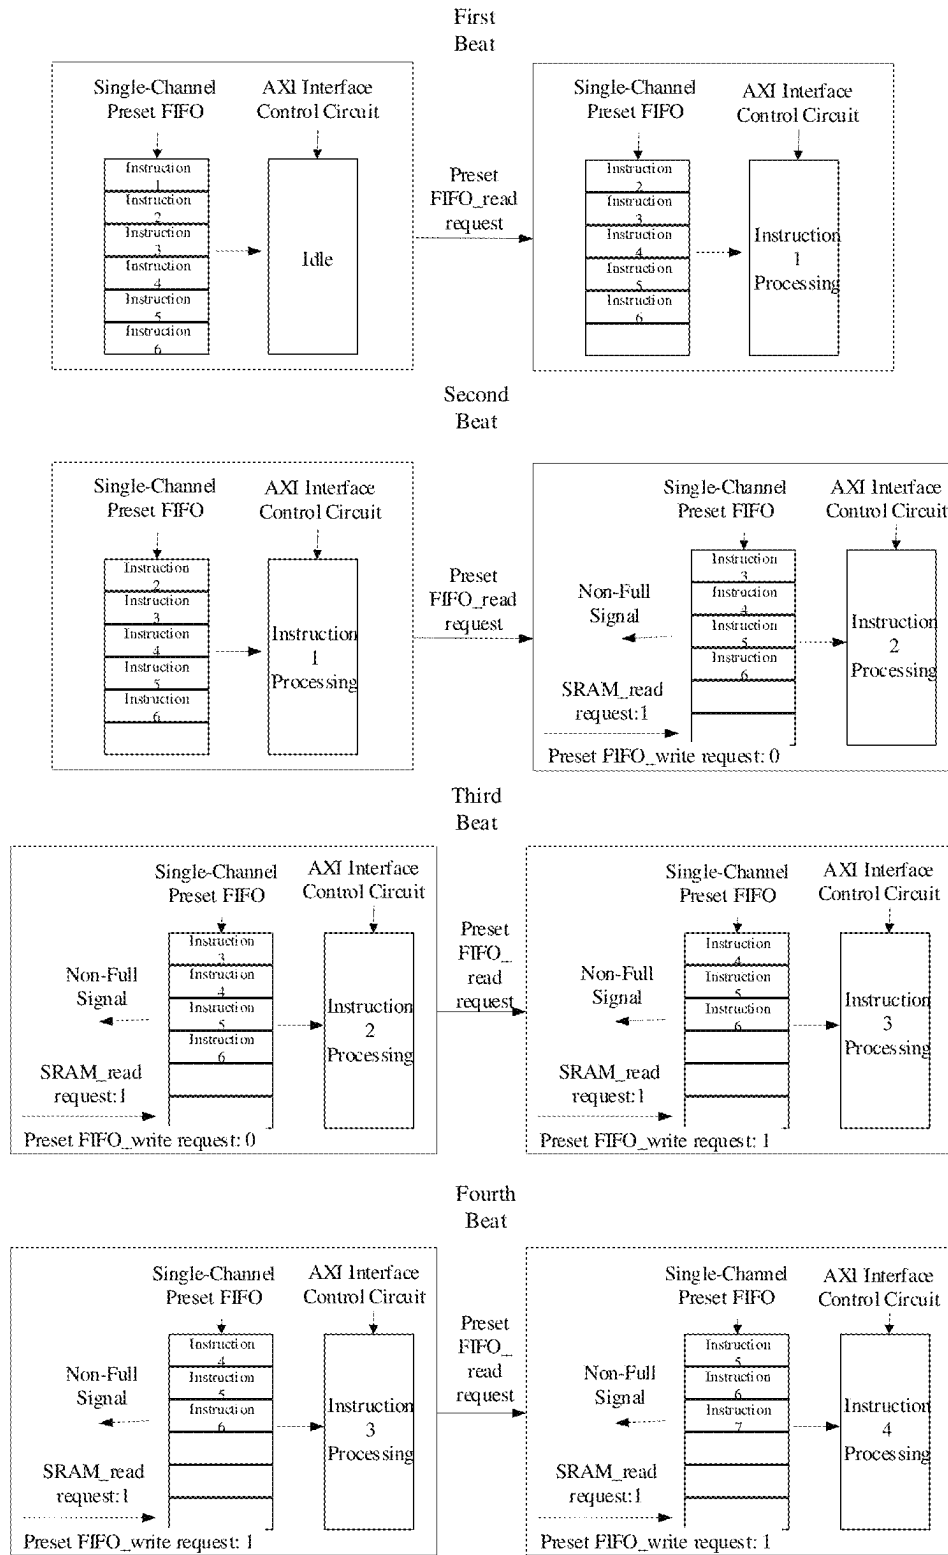 First
Beat
Single-Channel
Preset FIFO
AXI Interface
Control Circuit
Instruction
1
Instruction
2
Instruction
3
Instruction
4
Instruction
5
Instruction
6
Idle
Preset
FIFO_read
request
Single-Channel
Preset FIFO
AXI Interface
Control Circuit
Instruction
2
Instruction
3
Instruction
4
Instruction
5
Instruction
6
Instruction
1
Processing
Second
Beat
Single-Channel
Preset FIFO
AXI Interface
Control Circuit
Instruction
2
Instruction
3
Instruction
4
Instruction
5
Instruction
6
Instruction
1
Processing
Preset
FIFO_read
request
Single-Channel
Preset FIFO
AXI Interface
Control Circuit
Non-Full
Signal
Instruction
3
Instruction
4
Instruction
5
Instruction
6
Instruction
2
Processing
SRAM_read
request:1
Preset FIFO_write request: 0
Third
Beat
Single-Channel
Preset FIFO
AXI Interface
Control Circuit
Non-Full
Signal
Instruction
3
Instruction
4
Instruction
5
Instruction
6
Instruction
2
Processing
SRAM_read
request:1
Preset FIFO_write request: 0
Preset
FIFO_
read
request
Single-Channel
Preset FIFO
AXI Interface
Control Circuit
Non-Full
Signal
Instruction
4
Instruction
5
Instruction
6
Instruction
3
Processing
SRAM_read
request:1
Preset FIFO_write request: 1
Fourth
Beat
Single-Channel
Preset FIFO
AXI Interface
Control Circuit
Non-Full
Signal
Instruction
4
Instruction
5
Instruction
6
Instruction
3
Processing
SRAM_read
request:1
Preset FIFO_write request: 1
Preset
FIFO_
read
request
Single-Channel
Preset FIFO
AXI Interface
Control Circuit
Non-Full
Signal
Instruction
5
Instruction
6
Instruction
7
Instruction
4
Processing
SRAM_read
request:1
Preset FIFO_write request: 1